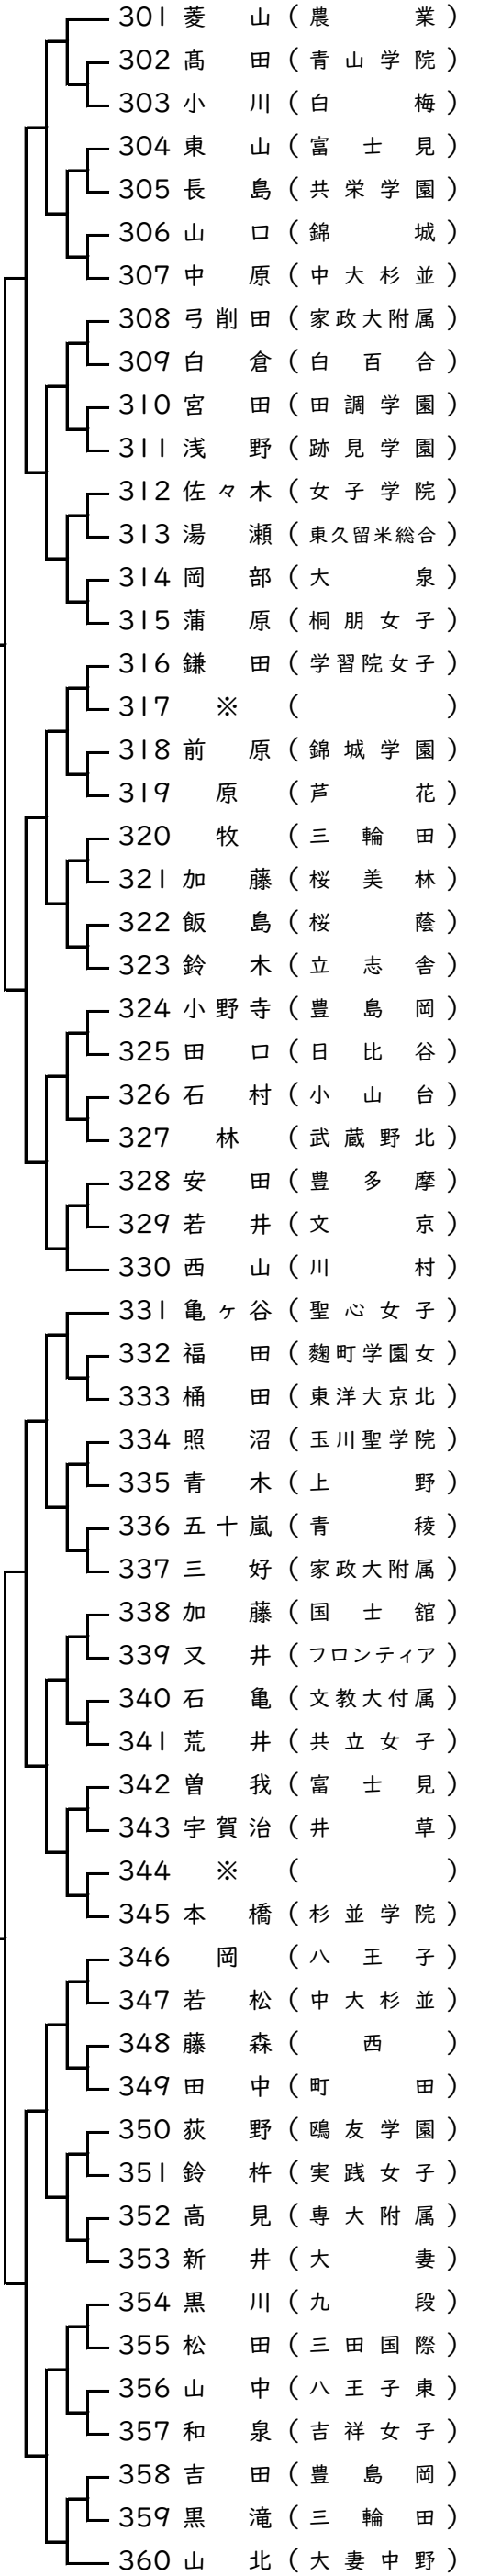 301 菱山 (農業)
302 髙田 (青山学院)
303 小川 (白梅)
304 東山 (富士見)
305 長島 (共栄学園)
306 山口 (錦城)
307 中原 (中大杉並)
308 弓削田 (家政大附属)
309 白倉 (白百合)
310 宮田 (田調学園)
311 浅野 (跡見学園)
312 佐々木 (女子学院)
313 湯瀬 (東久留米総合)
314 岡部 (大泉)
315 蒲原 (桐朋女子)
316 鎌田 (学習院女子)
317 ※ ( )
318 前原 (錦城学園)
319 原 (芦花)
320 牧 (三輪田)
321 加藤 (桜美林)
322 飯島 (桜蔭)
323 鈴木 (立志舎)
324 小野寺 (豊島岡)
325 田口 (日比谷)
326 石村 (小山台)
327 林 (武蔵野北)
328 安田 (豊多摩)
329 若井 (文京)
330 西山 (川村)
331 亀ヶ谷 (聖心女子)
332 福田 (麴町学園女)
333 桶田 (東洋大京北)
334 照沼 (玉川聖学院)
335 青木 (上野)
336 五十嵐 (青稜)
337 三好 (家政大附属)
338 加藤 (国士舘)
339 又井 (フロンティア)
340 石亀 (文教大付属)
341 荒井 (共立女子)
342 曽我 (富士見)
343 宇賀治 (井草)
344 ※ ( )
345 本橋 (杉並学院)
346 岡 (八王子)
347 若松 (中大杉並)
348 藤森 (西)
349 田中 (町田)
350 荻野 (鴎友学園)
351 鈴杵 (実践女子)
352 高見 (専大附属)
353 新井 (大妻)
354 黒川 (九段)
355 松田 (三田国際)
356 山中 (八王子東)
357 和泉 (吉祥女子)
358 吉田 (豊島岡)
359 黒滝 (三輪田)
360 山北 (大妻中野)